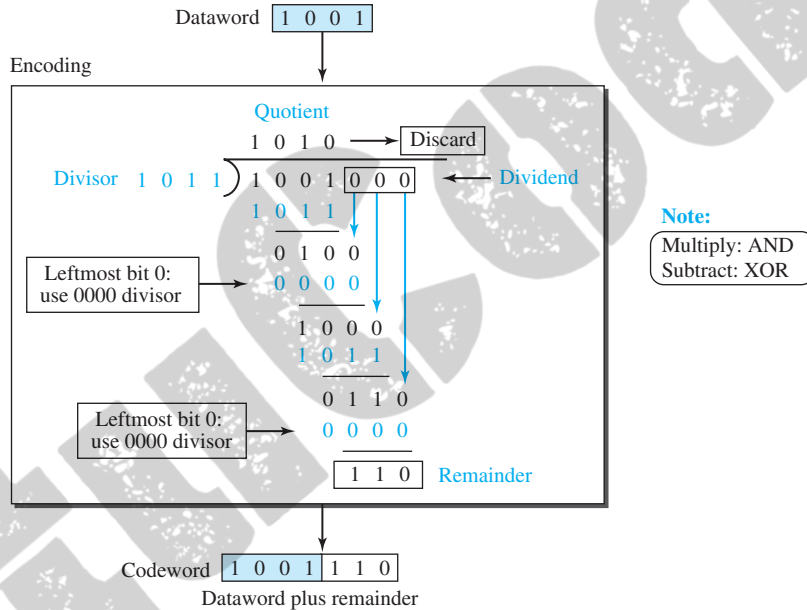 Dataword 1 0 0 1
Encoding
Quotient
1 0 1 0 Discard
Divisor 1 0 1 1 1 0 0 1 0 0 0 Dividend
1 0 1 1
Note:
Multiply: AND
Subtract: XOR
0 1 0 0
Leftmost bit 0:
use 0000 divisor
0 0 0 0
1 0 0 0
1 0 1 1
0 1 1 0
Leftmost bit 0:
use 0000 divisor
0 0 0 0
1 1 0 Remainder
Codeword 1 0 0 1 1 1 0
Dataword plus remainder